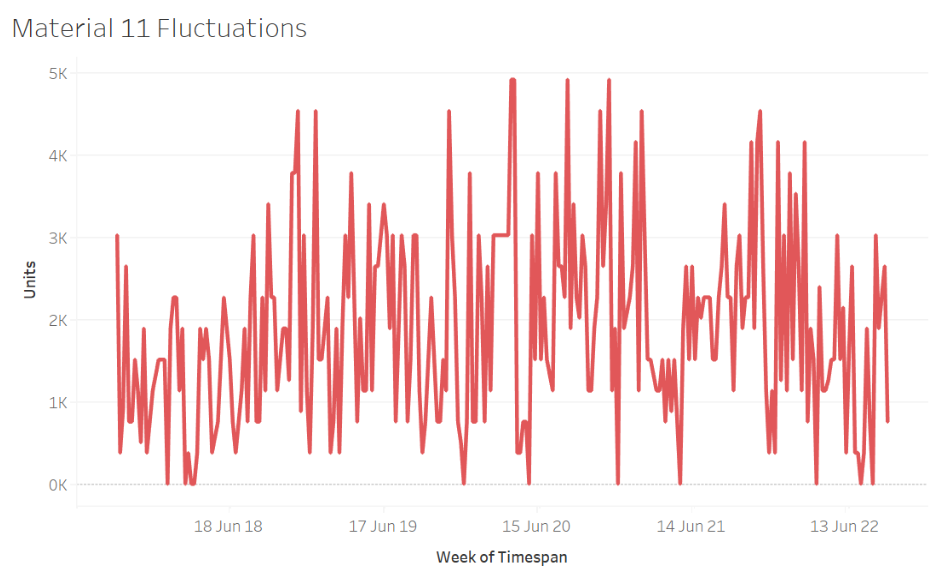 Material 11 Fluctuations
5K
4K
3K
2K
1K
0K
Units
18 Jun 18
17 Jun 19
15 Jun 20
14 Jun 21
13 Jun 22
Week of Timespan